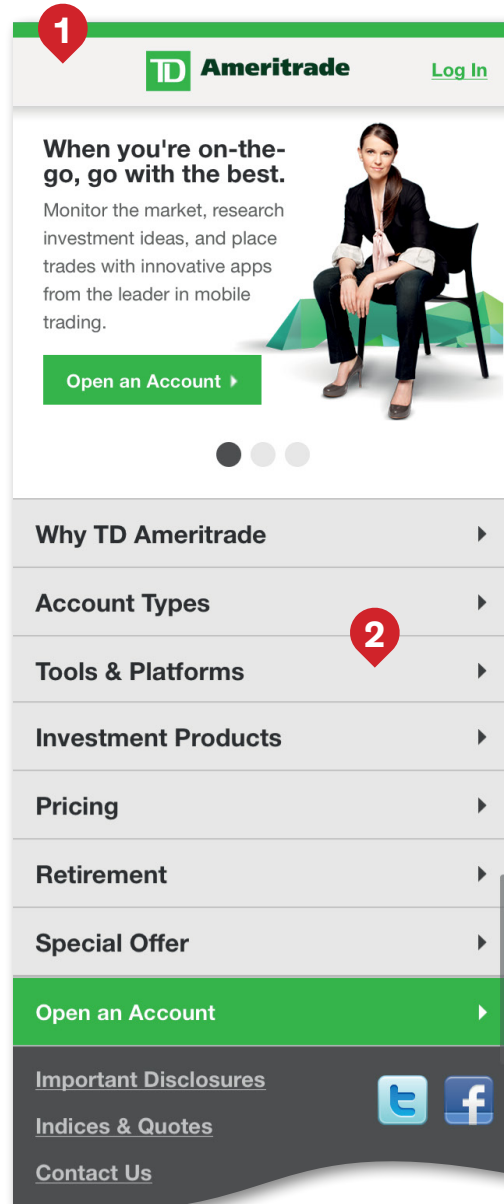 1
TD Ameritrade
Log In
When you're on-the-
go, go with the best.
Monitor the market, research
investment ideas, and place
trades with innovative apps
from the leader in mobile
trading.
Open an Account
Why TD Ameritrade
Account Types
2
Tools & Platforms
Investment Products
Pricing
Retirement
Special Offer
Open an Account
Important Disclosures
Indices & Quotes
Contact Us